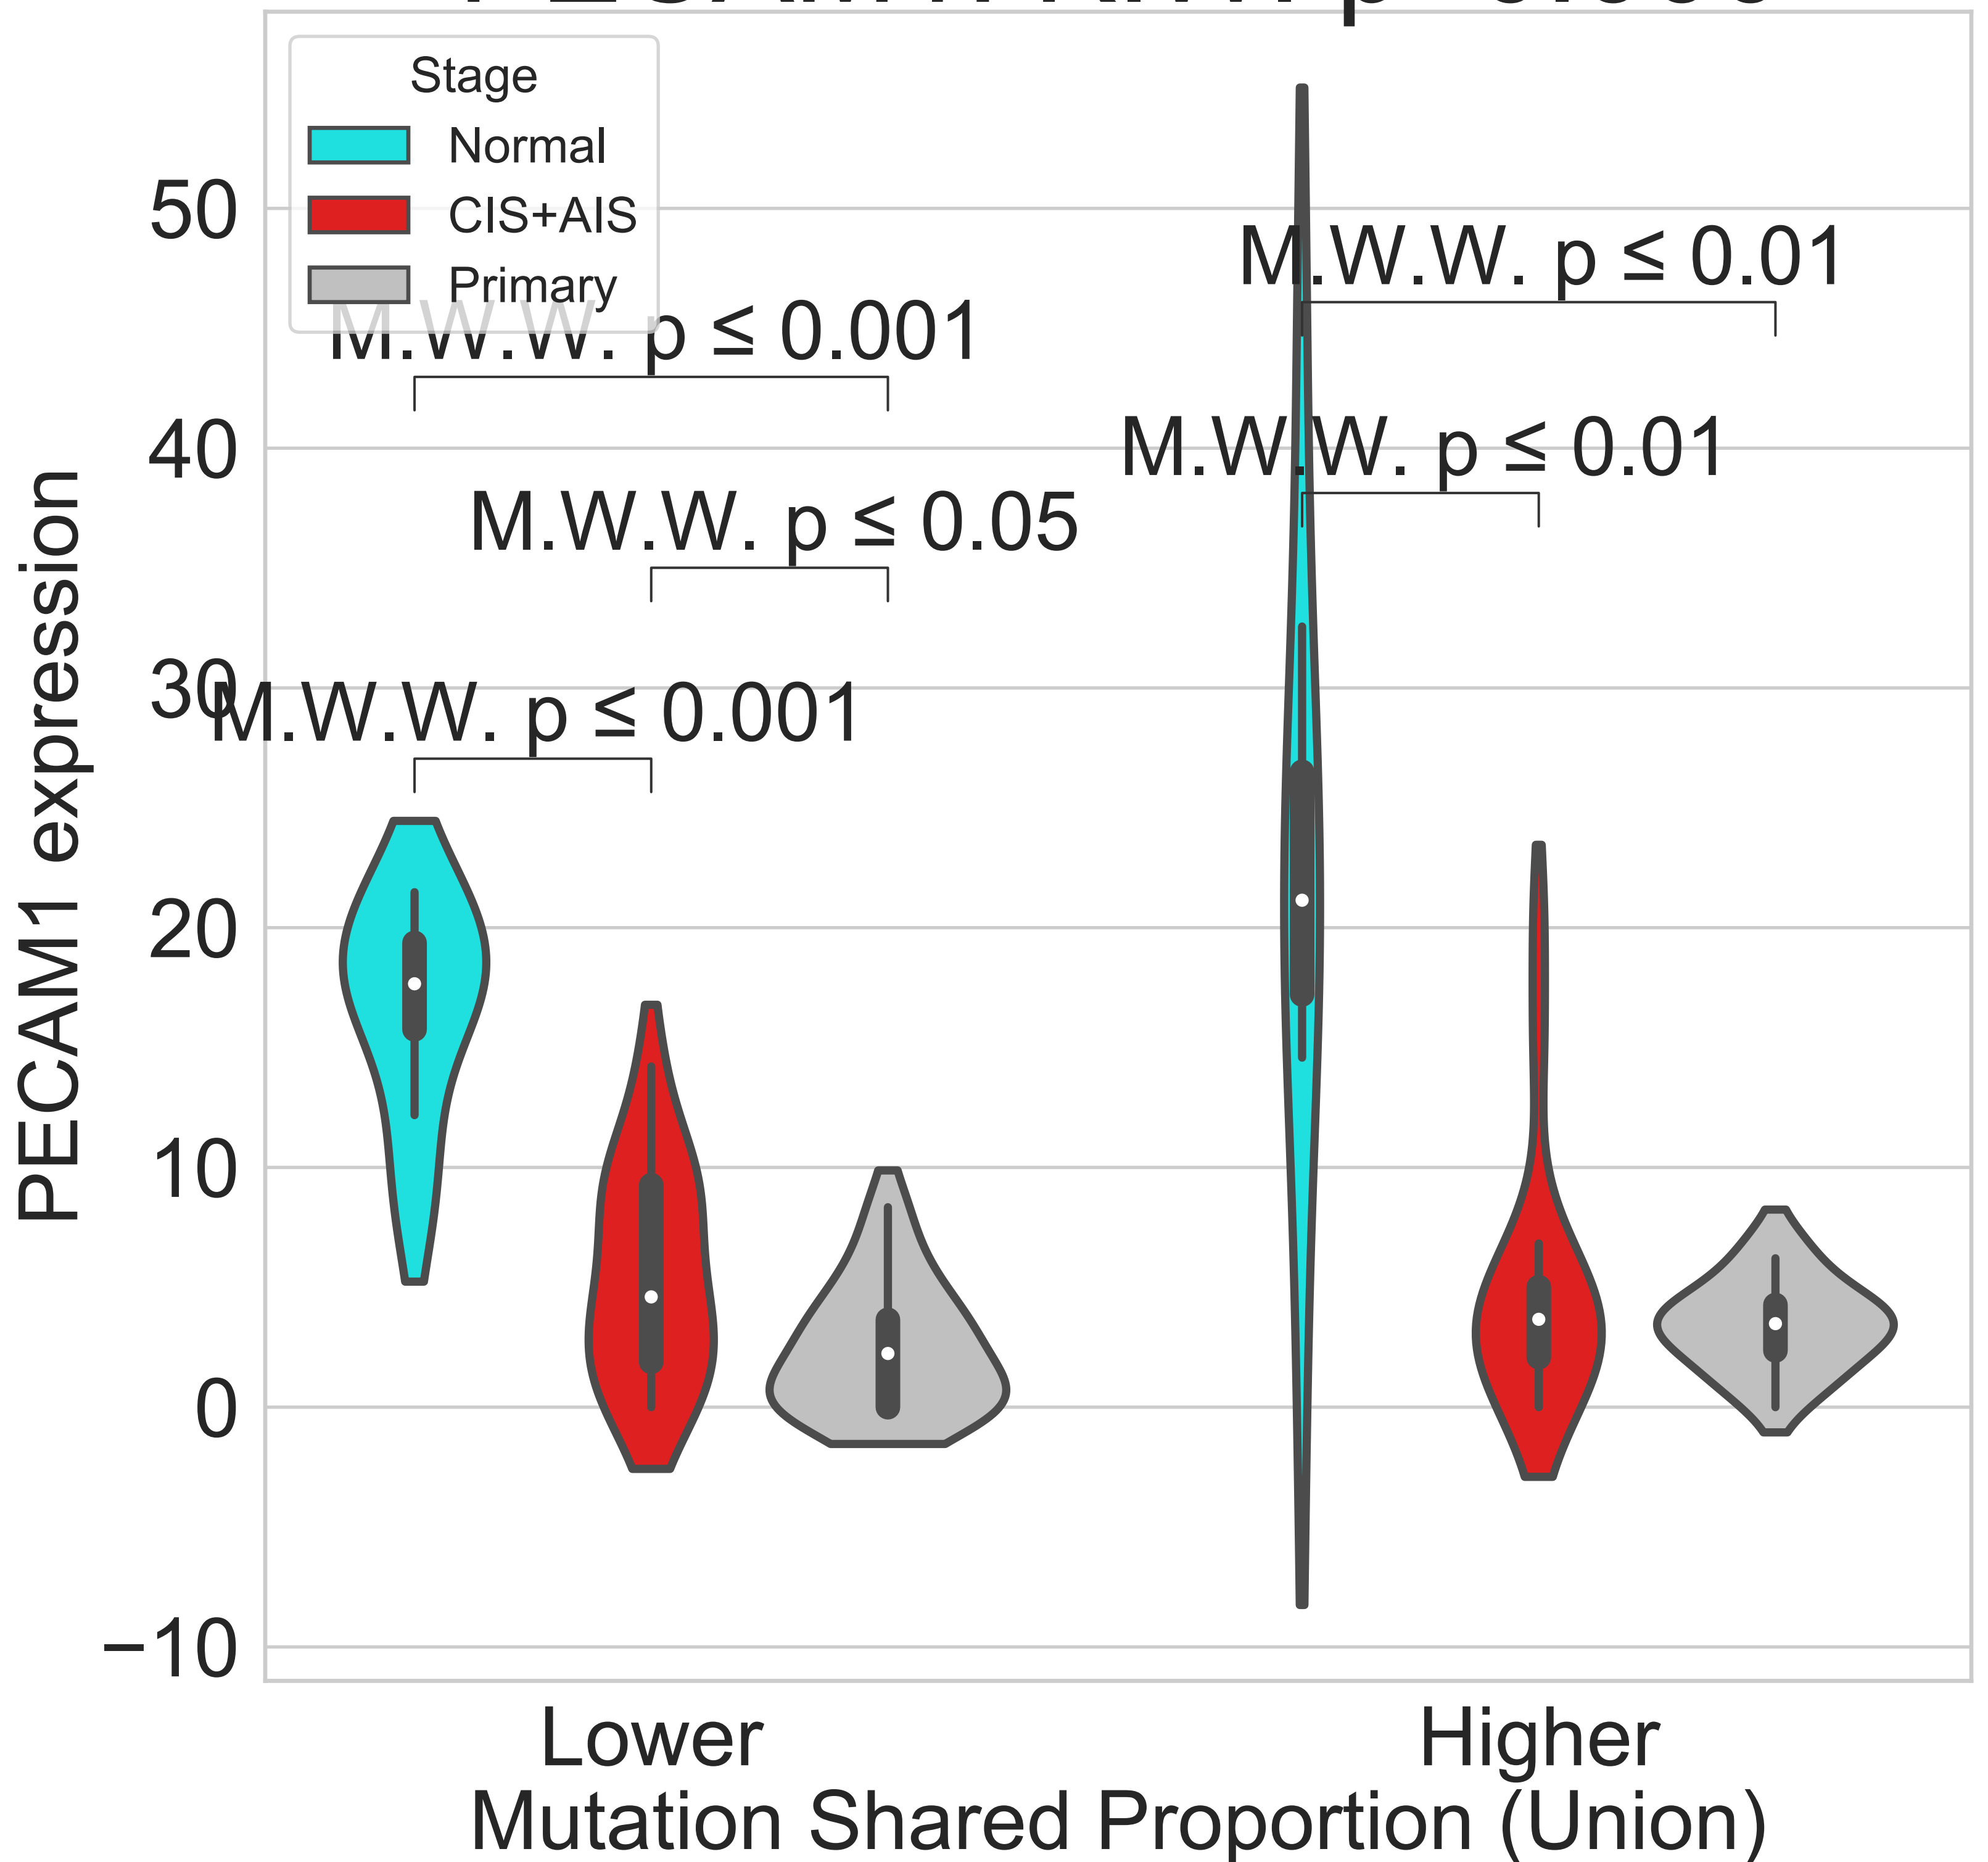 Stage
Normal
CIS+AIS
Primary
50
40
30
20
10
0
−10
PECAM1 expression
M.W.W. p ≤ 0.01
M.W.W. p ≤ 0.001
M.W.W. p ≤ 0.01
M.W.W. p ≤ 0.05
M.W.W. p ≤ 0.001
Lower
Higher
Mutation Shared Proportion (Union)